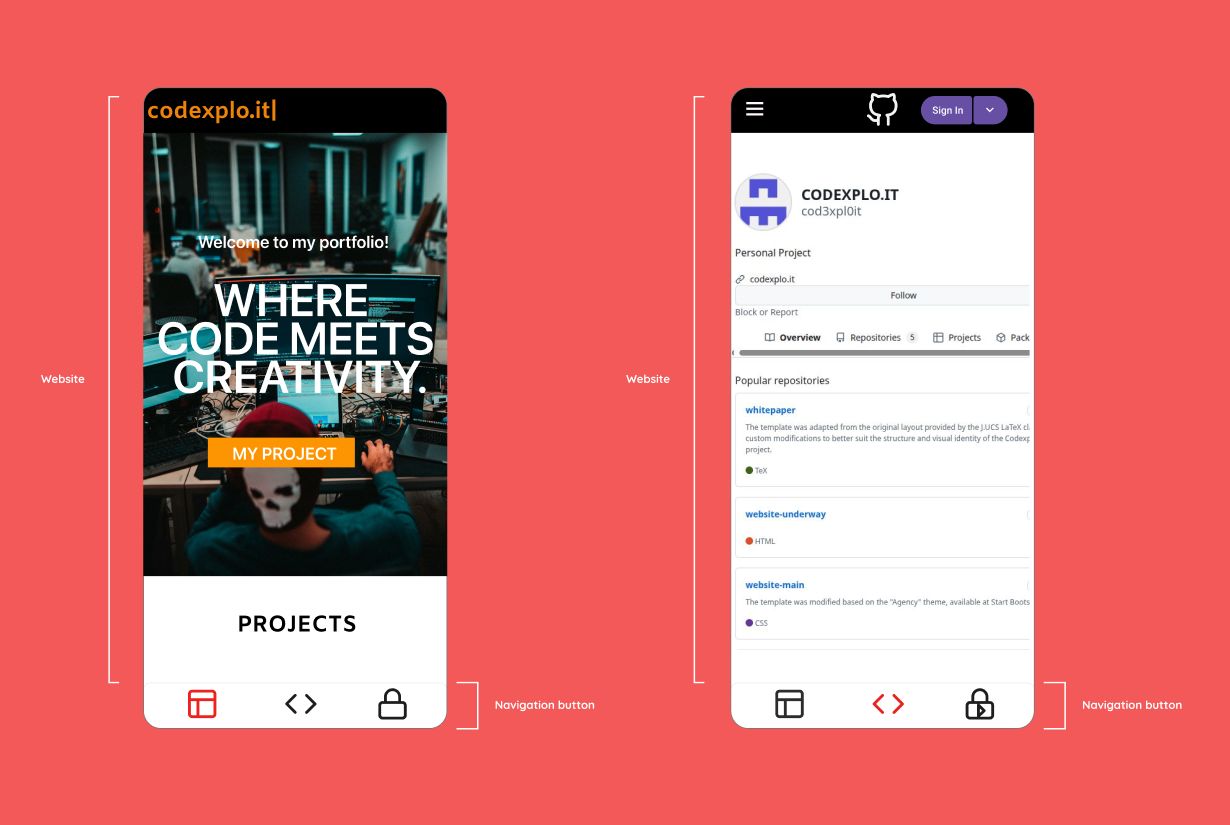 codexplo.it|
Welcome to my portfolio!
WHERE
CODE MEETS
CREATIVITY.
MY PROJECT
PROJECTS
Website
Navigation button
Sign In
CODEXPLO.IT
cod3xpl0it
Personal Project
codexplo.it
Follow
Block or Report
Overview Repositories 5 Projects Pack
Popular repositories
whitepaper
The template was adapted from the original layout provided by the J.UCS LaTeX cl
custom modifications to better suit the structure and visual identity of the Codexp
project.
TeX
website-underway
HTML
website-main
The template was modified based on the "Agency" theme, available at Start Boots
CSS
Website
Navigation button